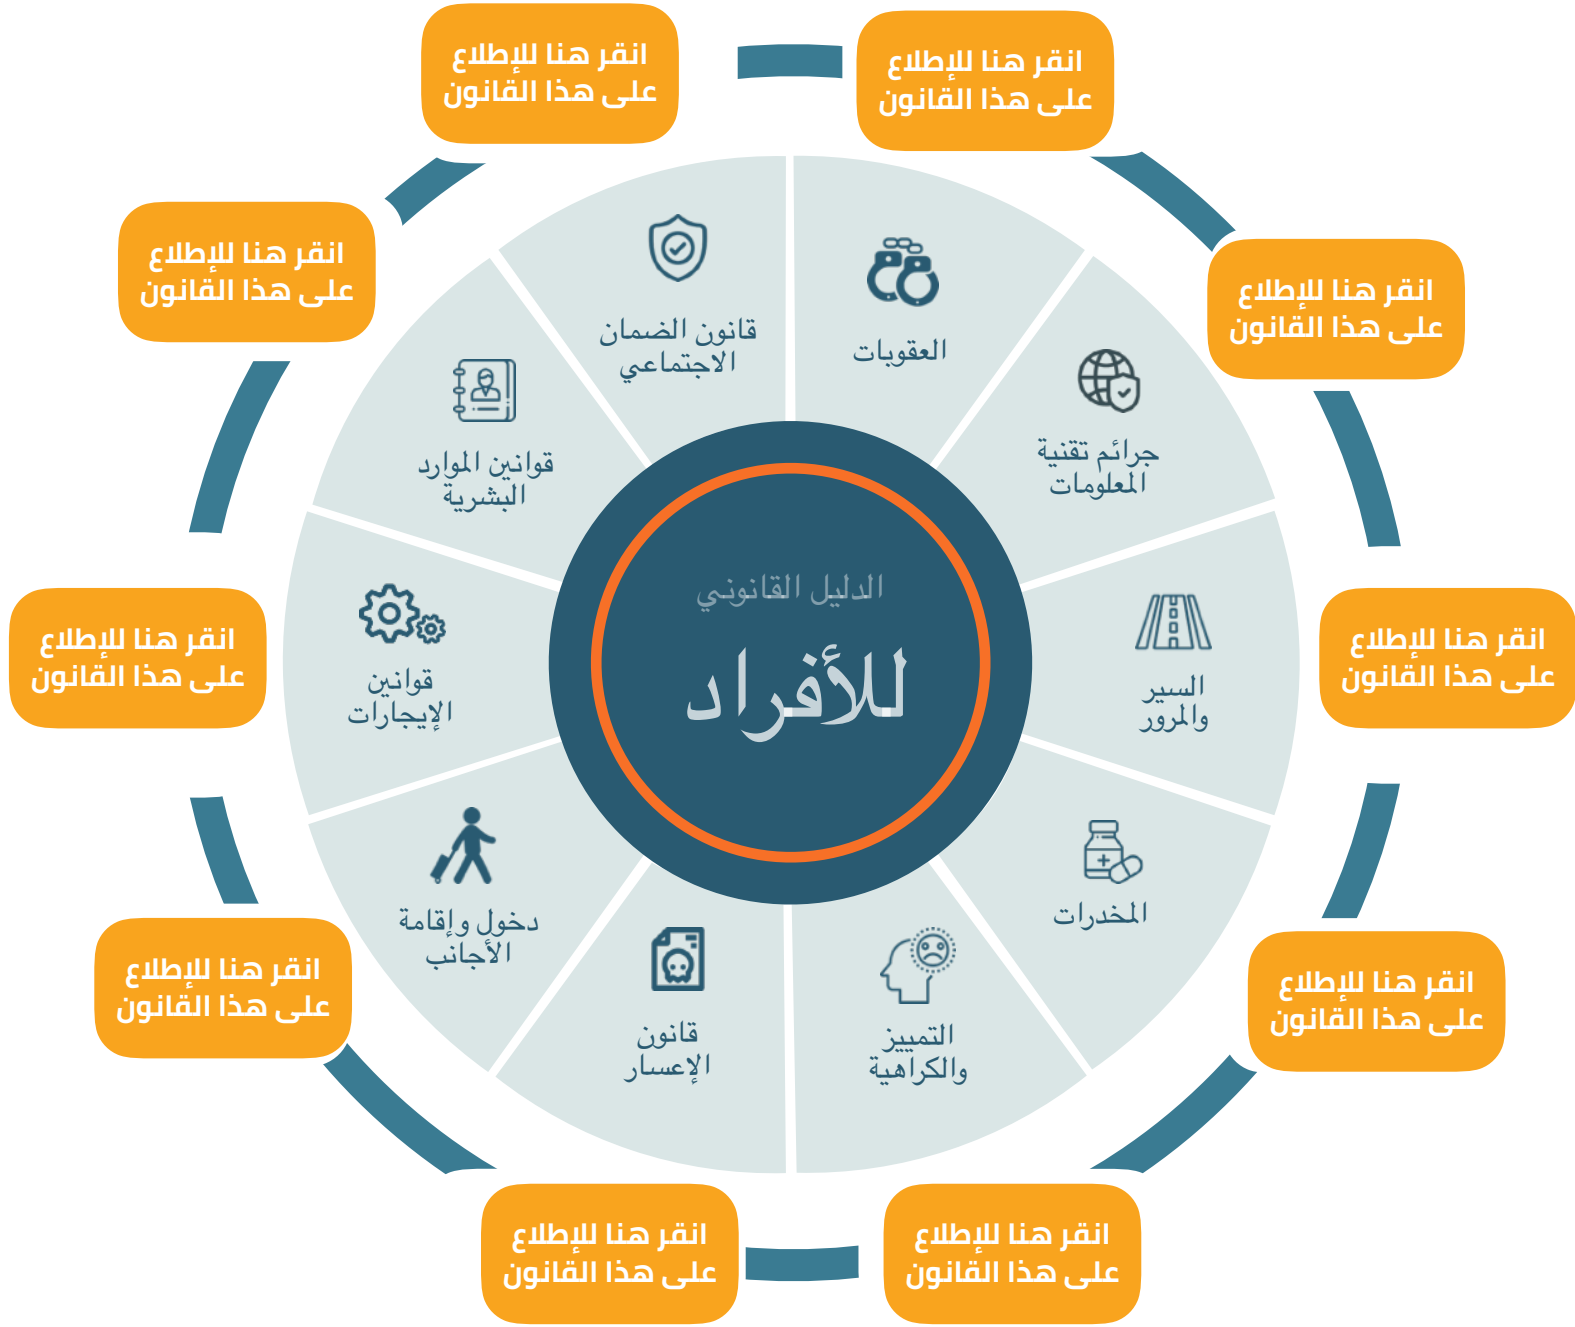 انقر هنا للإطلاع
على هذا القانون
انقر هنا للإطلاع
على هذا القانون
انقر هنا للإطلاع
على هذا القانون
انقر هنا للإطلاع
على هذا القانون
قانون الضمان
الاجتماعي
العقوبات
قوانين الموارد
البشرية
جرائم تقنية
المعلومات
الدليل القانوني
للأفراد
انقر هنا للإطلاع
على هذا القانون
قوانين
الإيجارات
السير
والمرور
انقر هنا للإطلاع
على هذا القانون
دخول وإقامة
الأجانب
المخدرات
انقر هنا للإطلاع
على هذا القانون
انقر هنا للإطلاع
على هذا القانون
قانون
الإعسار
التمييز
والكراهية
انقر هنا للإطلاع
على هذا القانون
انقر هنا للإطلاع
على هذا القانون